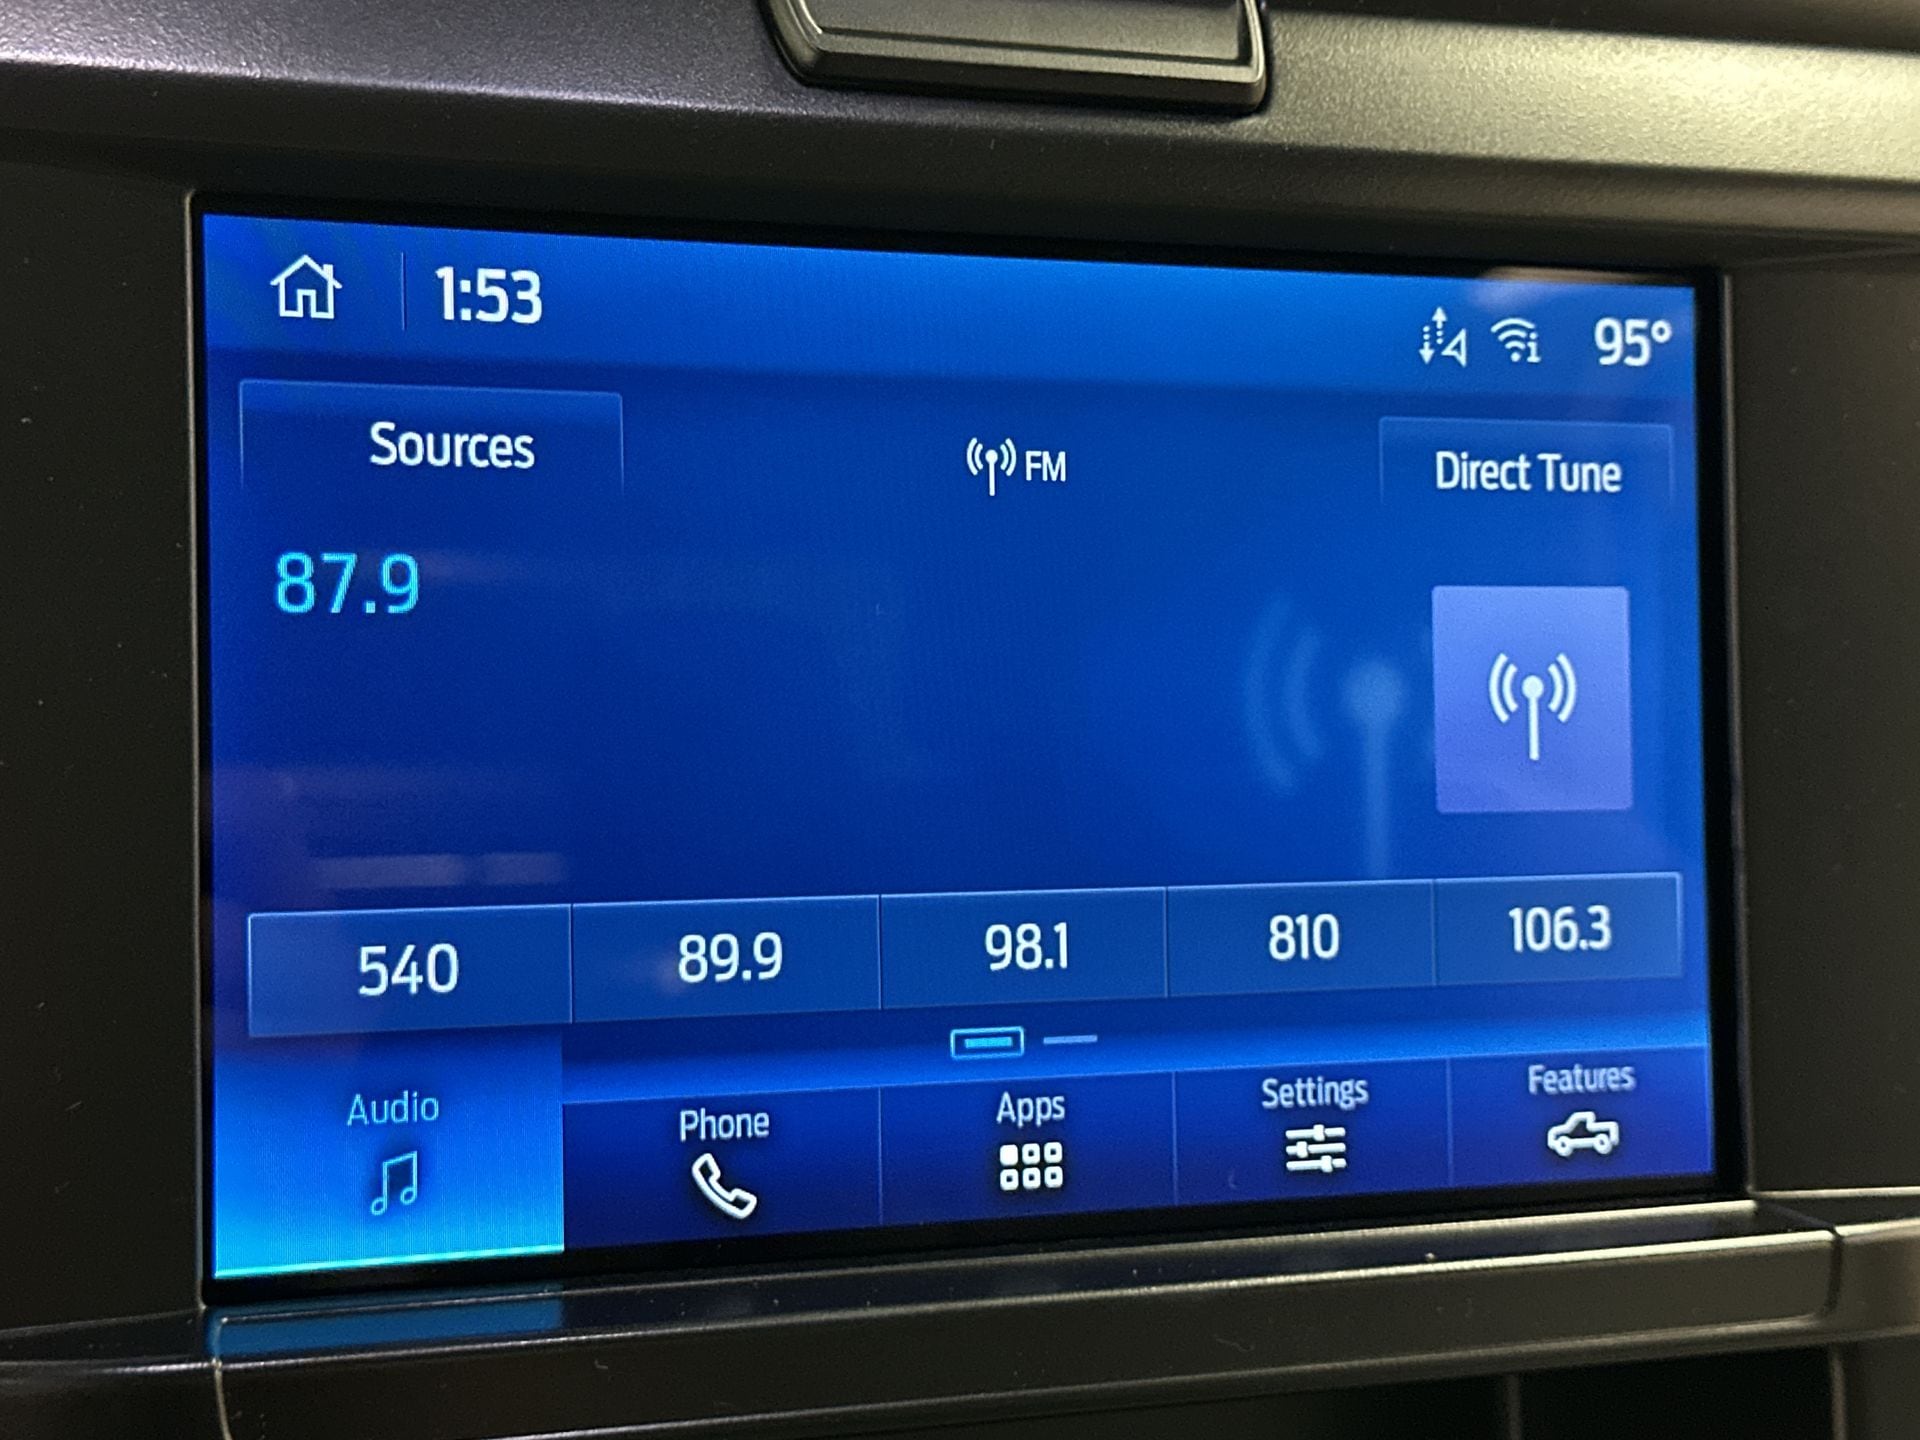 1:53
95°
Sources
FM
Direct Tune
87.9
540
89.9
98.1
810
106.3
Audio
Phone
Apps
Settings
Features